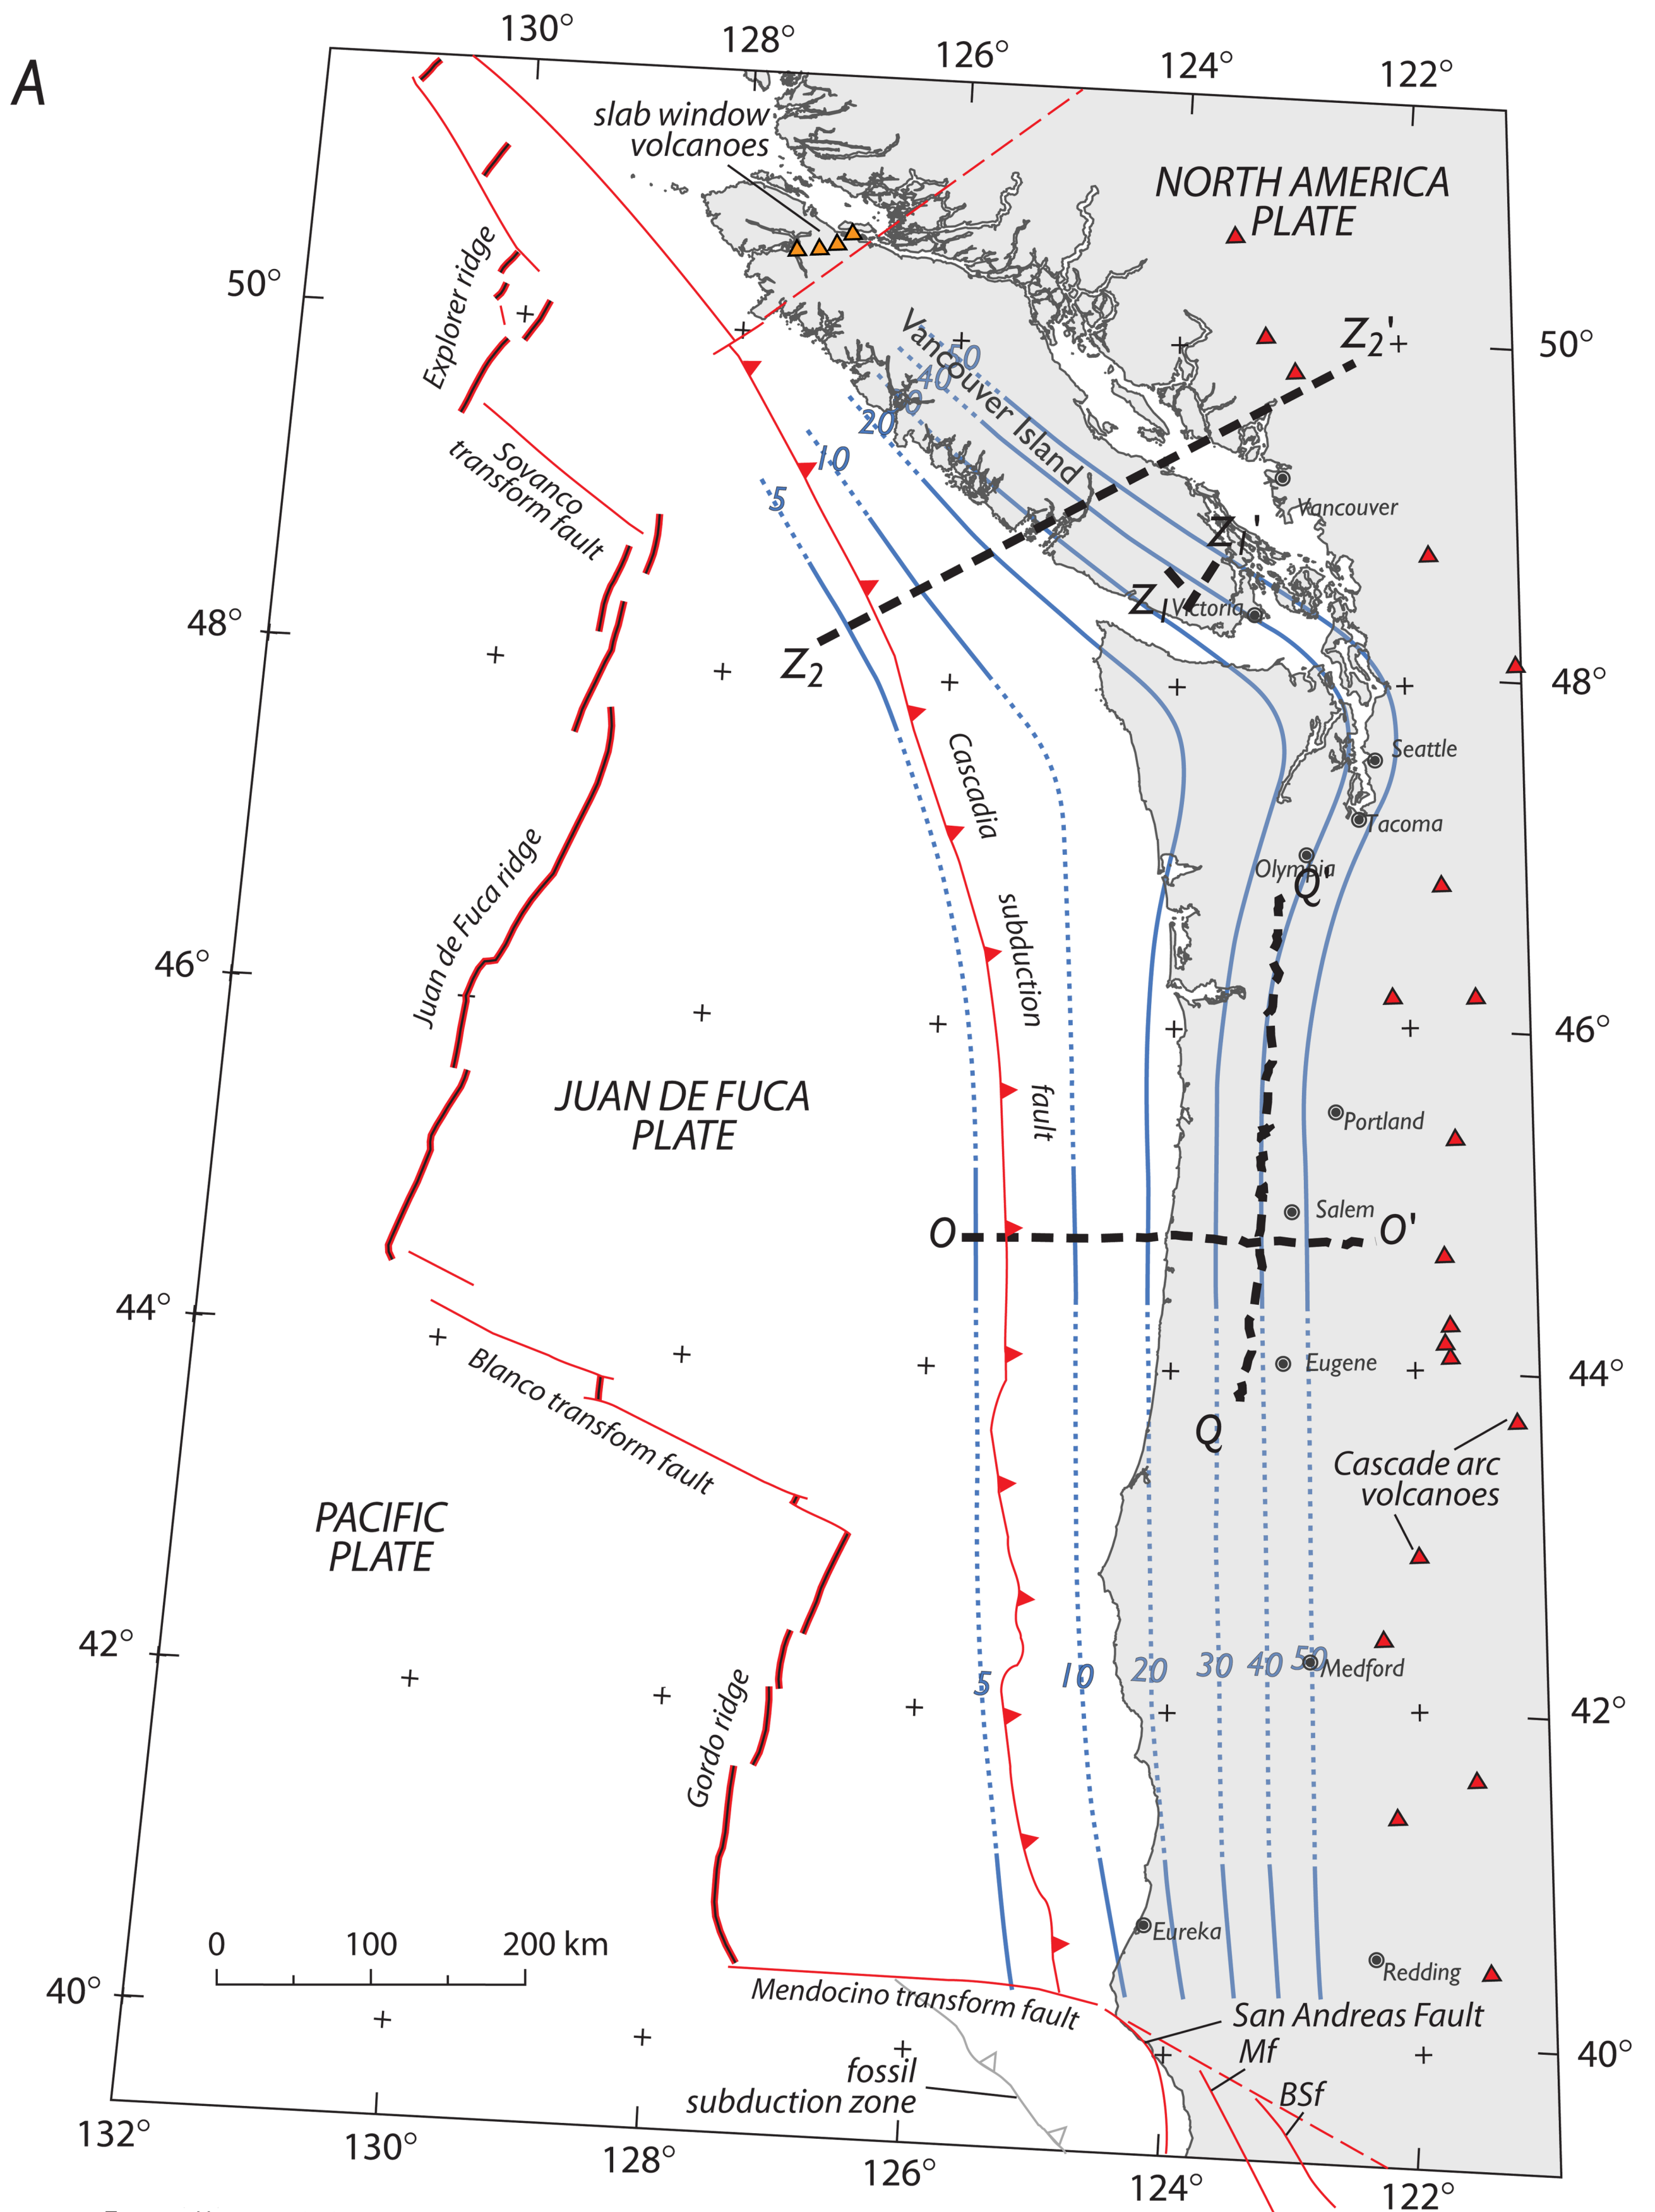 A
130°
128°
126°
124°
122°
slab window
volcanoes
NORTH AMERICA
PLATE
Explorer ridge
50°
50°
Z2'
Vancouver Island
50
40
30
20
10
5
Sovanco
transform fault
Vancouver
Z1'
Z1
Victoria
48°
Z2
48°
Cascadia
subduction
fault
Seattle
Tacoma
Olympia
Q'
Juan de Fuca ridge
46°
46°
JUAN DE FUCA
PLATE
Portland
Salem
O
O'
44°
44°
Eugene
Blanco transform fault
Q
Cascade arc
volcanoes
PACIFIC
PLATE
42°
5
10
20
30
40
50
Medford
42°
Gordo ridge
0
100
200 km
Eureka
Redding
40°
Mendocino transform fault
San Andreas Fault
Mf
40°
fossil
subduction zone
BSf
132°
130°
128°
126°
124°
122°